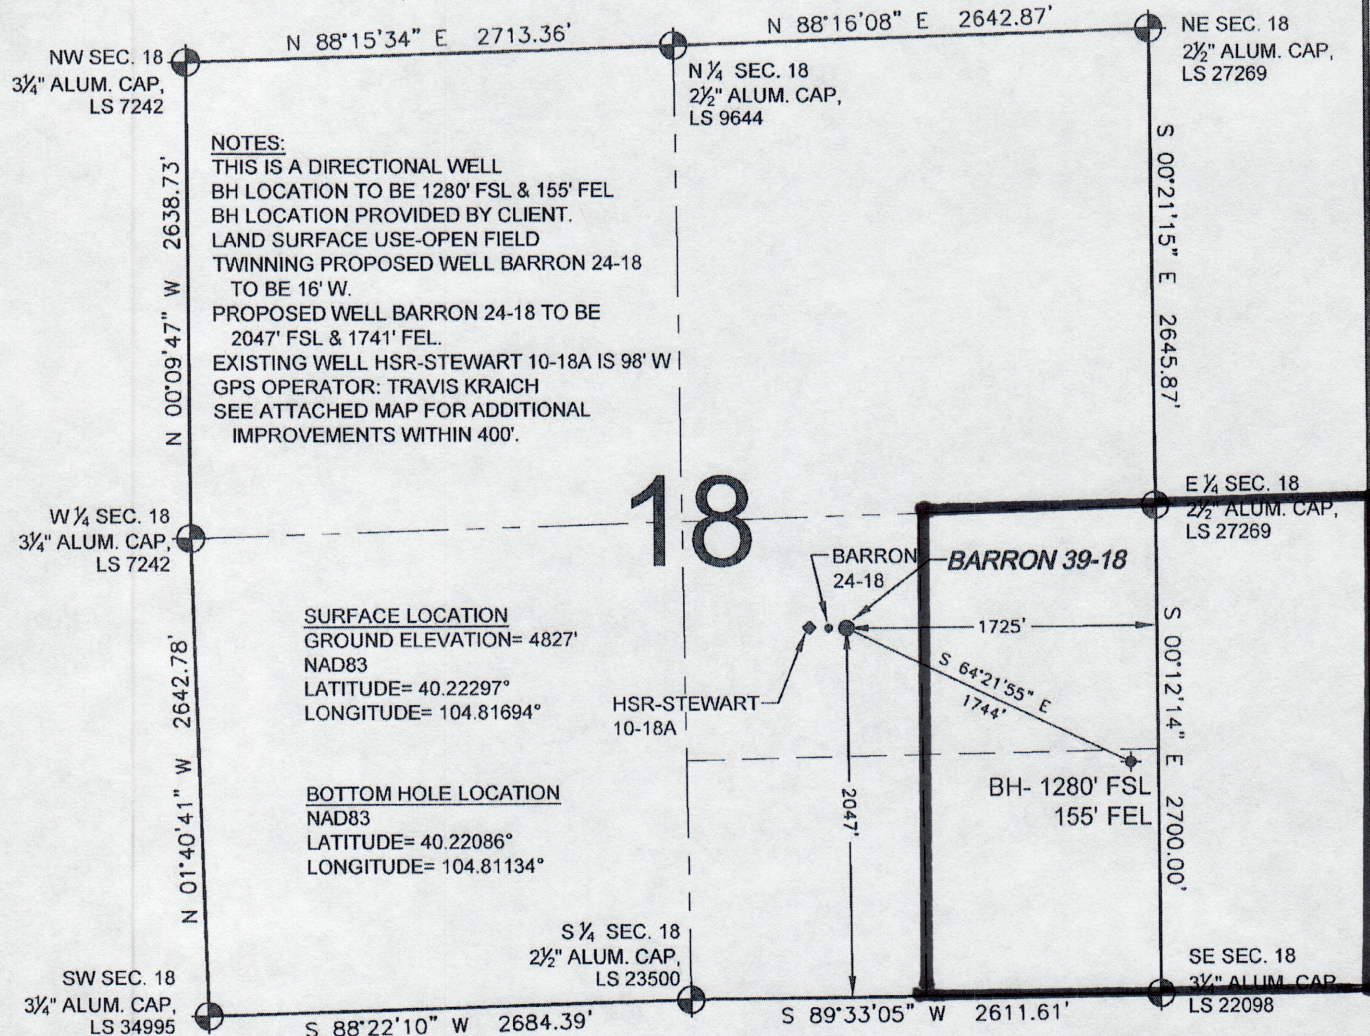 N 88°15'34" E 2713.36'
N 88°16'08" E 2642.87'
NW SEC. 18
3¼" ALUM. CAP,
LS 7242
N ¼ SEC. 18
2½" ALUM. CAP,
LS 9644
NE SEC. 18
2½" ALUM. CAP,
LS 27269
NOTES:
THIS IS A DIRECTIONAL WELL
BH LOCATION TO BE 1280' FSL & 155' FEL
BH LOCATION PROVIDED BY CLIENT.
LAND SURFACE USE-OPEN FIELD
TWINNING PROPOSED WELL BARRON 24-18
TO BE 16' W.
PROPOSED WELL BARRON 24-18 TO BE
2047' FSL & 1741' FEL.
EXISTING WELL HSR-STEWART 10-18A IS 98' W
GPS OPERATOR: TRAVIS KRAICH
SEE ATTACHED MAP FOR ADDITIONAL
IMPROVEMENTS WITHIN 400'.
N 00°09'47" W 2638.73'
S 00°21'15" E 2645.87'
18
W ¼ SEC. 18
3¼" ALUM. CAP,
LS 7242
E ¼ SEC. 18
2½" ALUM. CAP,
LS 27269
BARRON
24-18
BARRON 39-18
SURFACE LOCATION
GROUND ELEVATION= 4827'
NAD83
LATITUDE= 40.22297°
LONGITUDE= 104.81694°
HSR-STEWART
10-18A
1725'
S 64°21'55" E
1744'
2047'
BH- 1280' FSL
155' FEL
N 01°40'41" W 2642.78'
S 00°12'14" E 2700.00'
BOTTOM HOLE LOCATION
NAD83
LATITUDE= 40.22086°
LONGITUDE= 104.81134°
SW SEC. 18
3¼" ALUM. CAP,
LS 34995
S ¼ SEC. 18
2½" ALUM. CAP,
LS 23500
SE SEC. 18
3¼" ALUM. CAP,
LS 22098
S 88°22'10" W 2684.39'
S 89°33'05" W 2611.61'